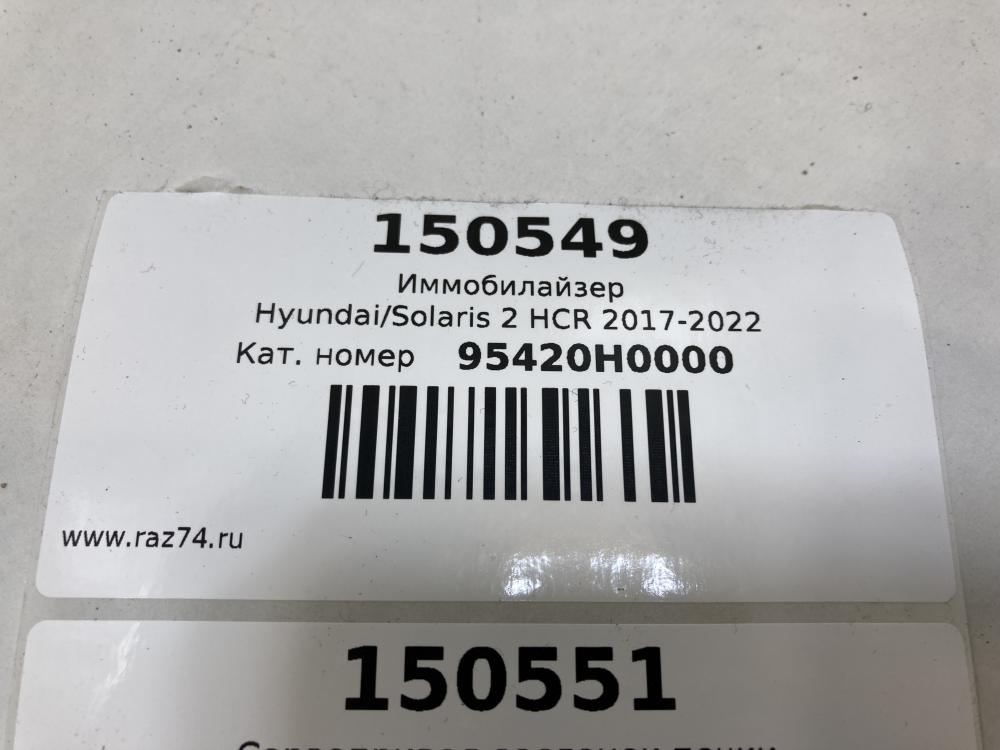 150549
Иммобилайзер
Hyundai/Solaris 2 HCR 2017-2022
Кат. номер 95420H0000
www.raz74.ru
150551